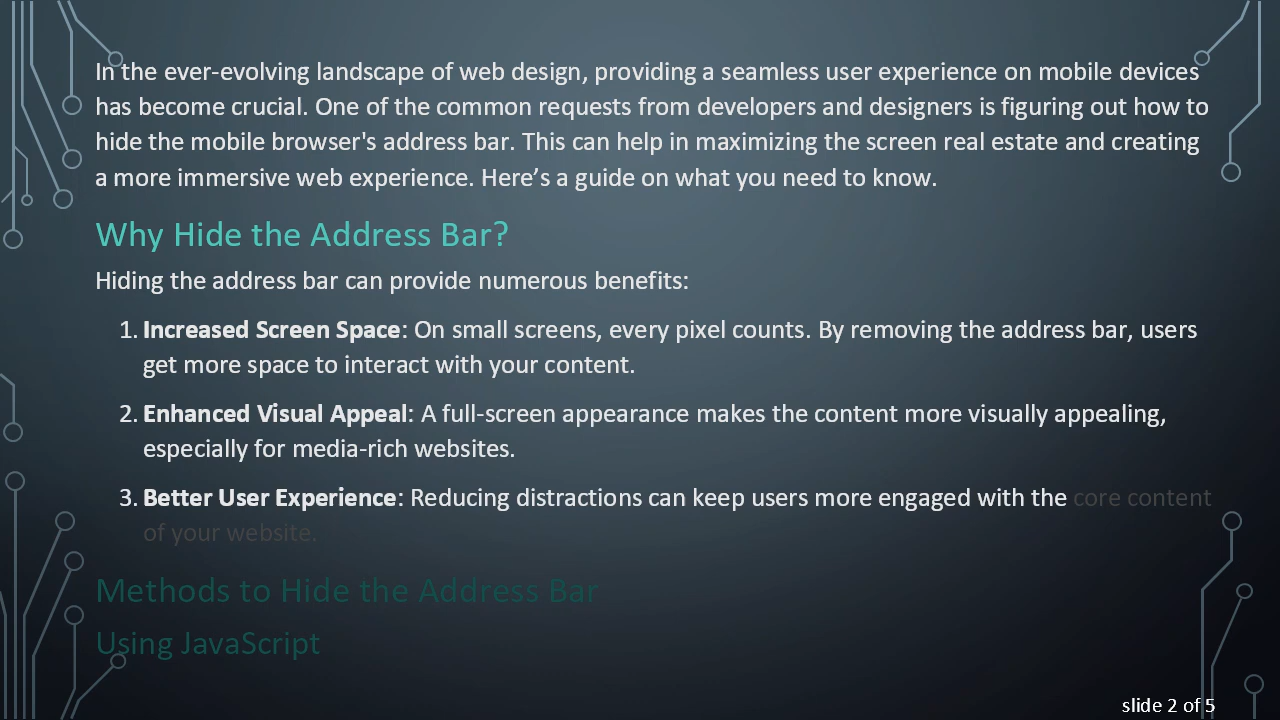 In the ever-evolving landscape of web design, providing a seamless user experience on mobile devices
has become crucial. One of the common requests from developers and designers is figuring out how to
hide the mobile browser's address bar. This can help in maximizing the screen real estate and creating
a more immersive web experience. Here’s a guide on what you need to know.
Why Hide the Address Bar?
Hiding the address bar can provide numerous benefits:
1. Increased Screen Space: On small screens, every pixel counts. By removing the address bar, users
get more space to interact with your content.
2. Enhanced Visual Appeal: A full-screen appearance makes the content more visually appealing,
especially for media-rich websites.
3. Better User Experience: Reducing distractions can keep users more engaged with the core content
of your website.
Methods to Hide the Address Bar
Using JavaScript
slide 2 of 5